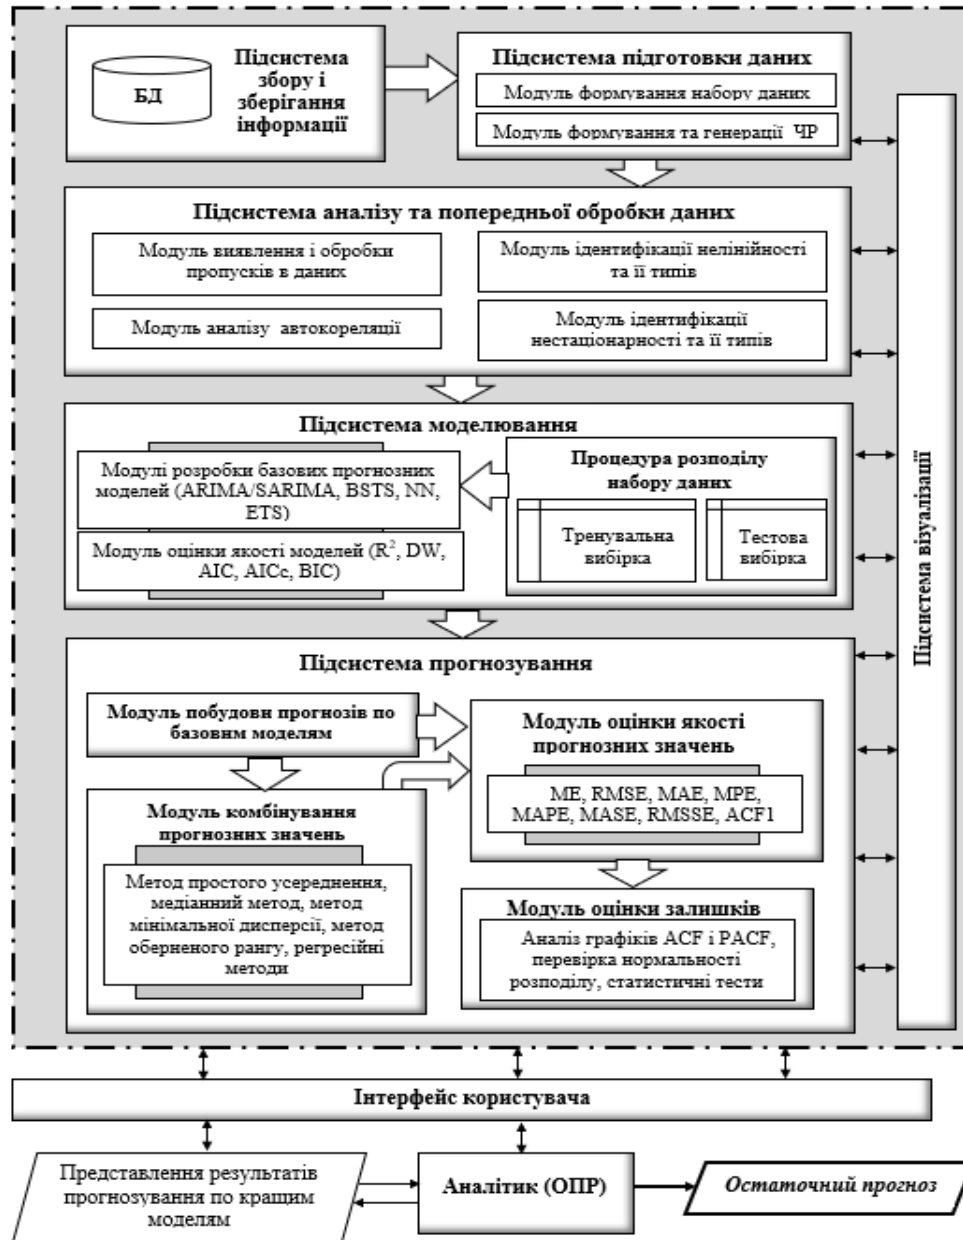 БД
Підсистема
збору і
зберігання
інформації
Підсистема підготовки даних
Модуль формування набору даних
Модуль формування та генерації ЧР
Підсистема аналізу та попередньої обробки даних
Модуль виявлення і обробки
пропусків в даних
Модуль ідентифікації нелінійності
та її типів
Модуль аналізу автокореляції
Модуль ідентифікації
нестаціонарності та її типів
Підсистема моделювання
Модулі розробки базових прогнозних
моделей (ARIMA/SARIMA, BSTS, NN,
ETS)
Модуль оцінки якості моделей (R², DW,
AIC, AICc, BIC)
Процедура розподілу
набору даних
Тренувальна
вибірка
Тестова
вибірка
Підсистема прогнозування
Модуль побудови прогнозів по
базовим моделям
Модуль оцінки якості
прогнозних значень
ME, RMSE, MAE, MPE,
MAPE, MASE, RMSSE, ACF1
Модуль комбінування
прогнозних значень
Метод простого усереднення,
медіанний метод, метод
мінімальної дисперсії, метод
оберненого рангу, регресійні
методи
Модуль оцінки залишків
Аналіз графіків ACF і PACF,
перевірка нормальності
розподілу, статистичні тести
Підсистема візуалізації
Інтерфейс користувача
Представлення результатів
прогнозування по кращим
моделям
Аналітик (ОПР)
Остаточний прогноз